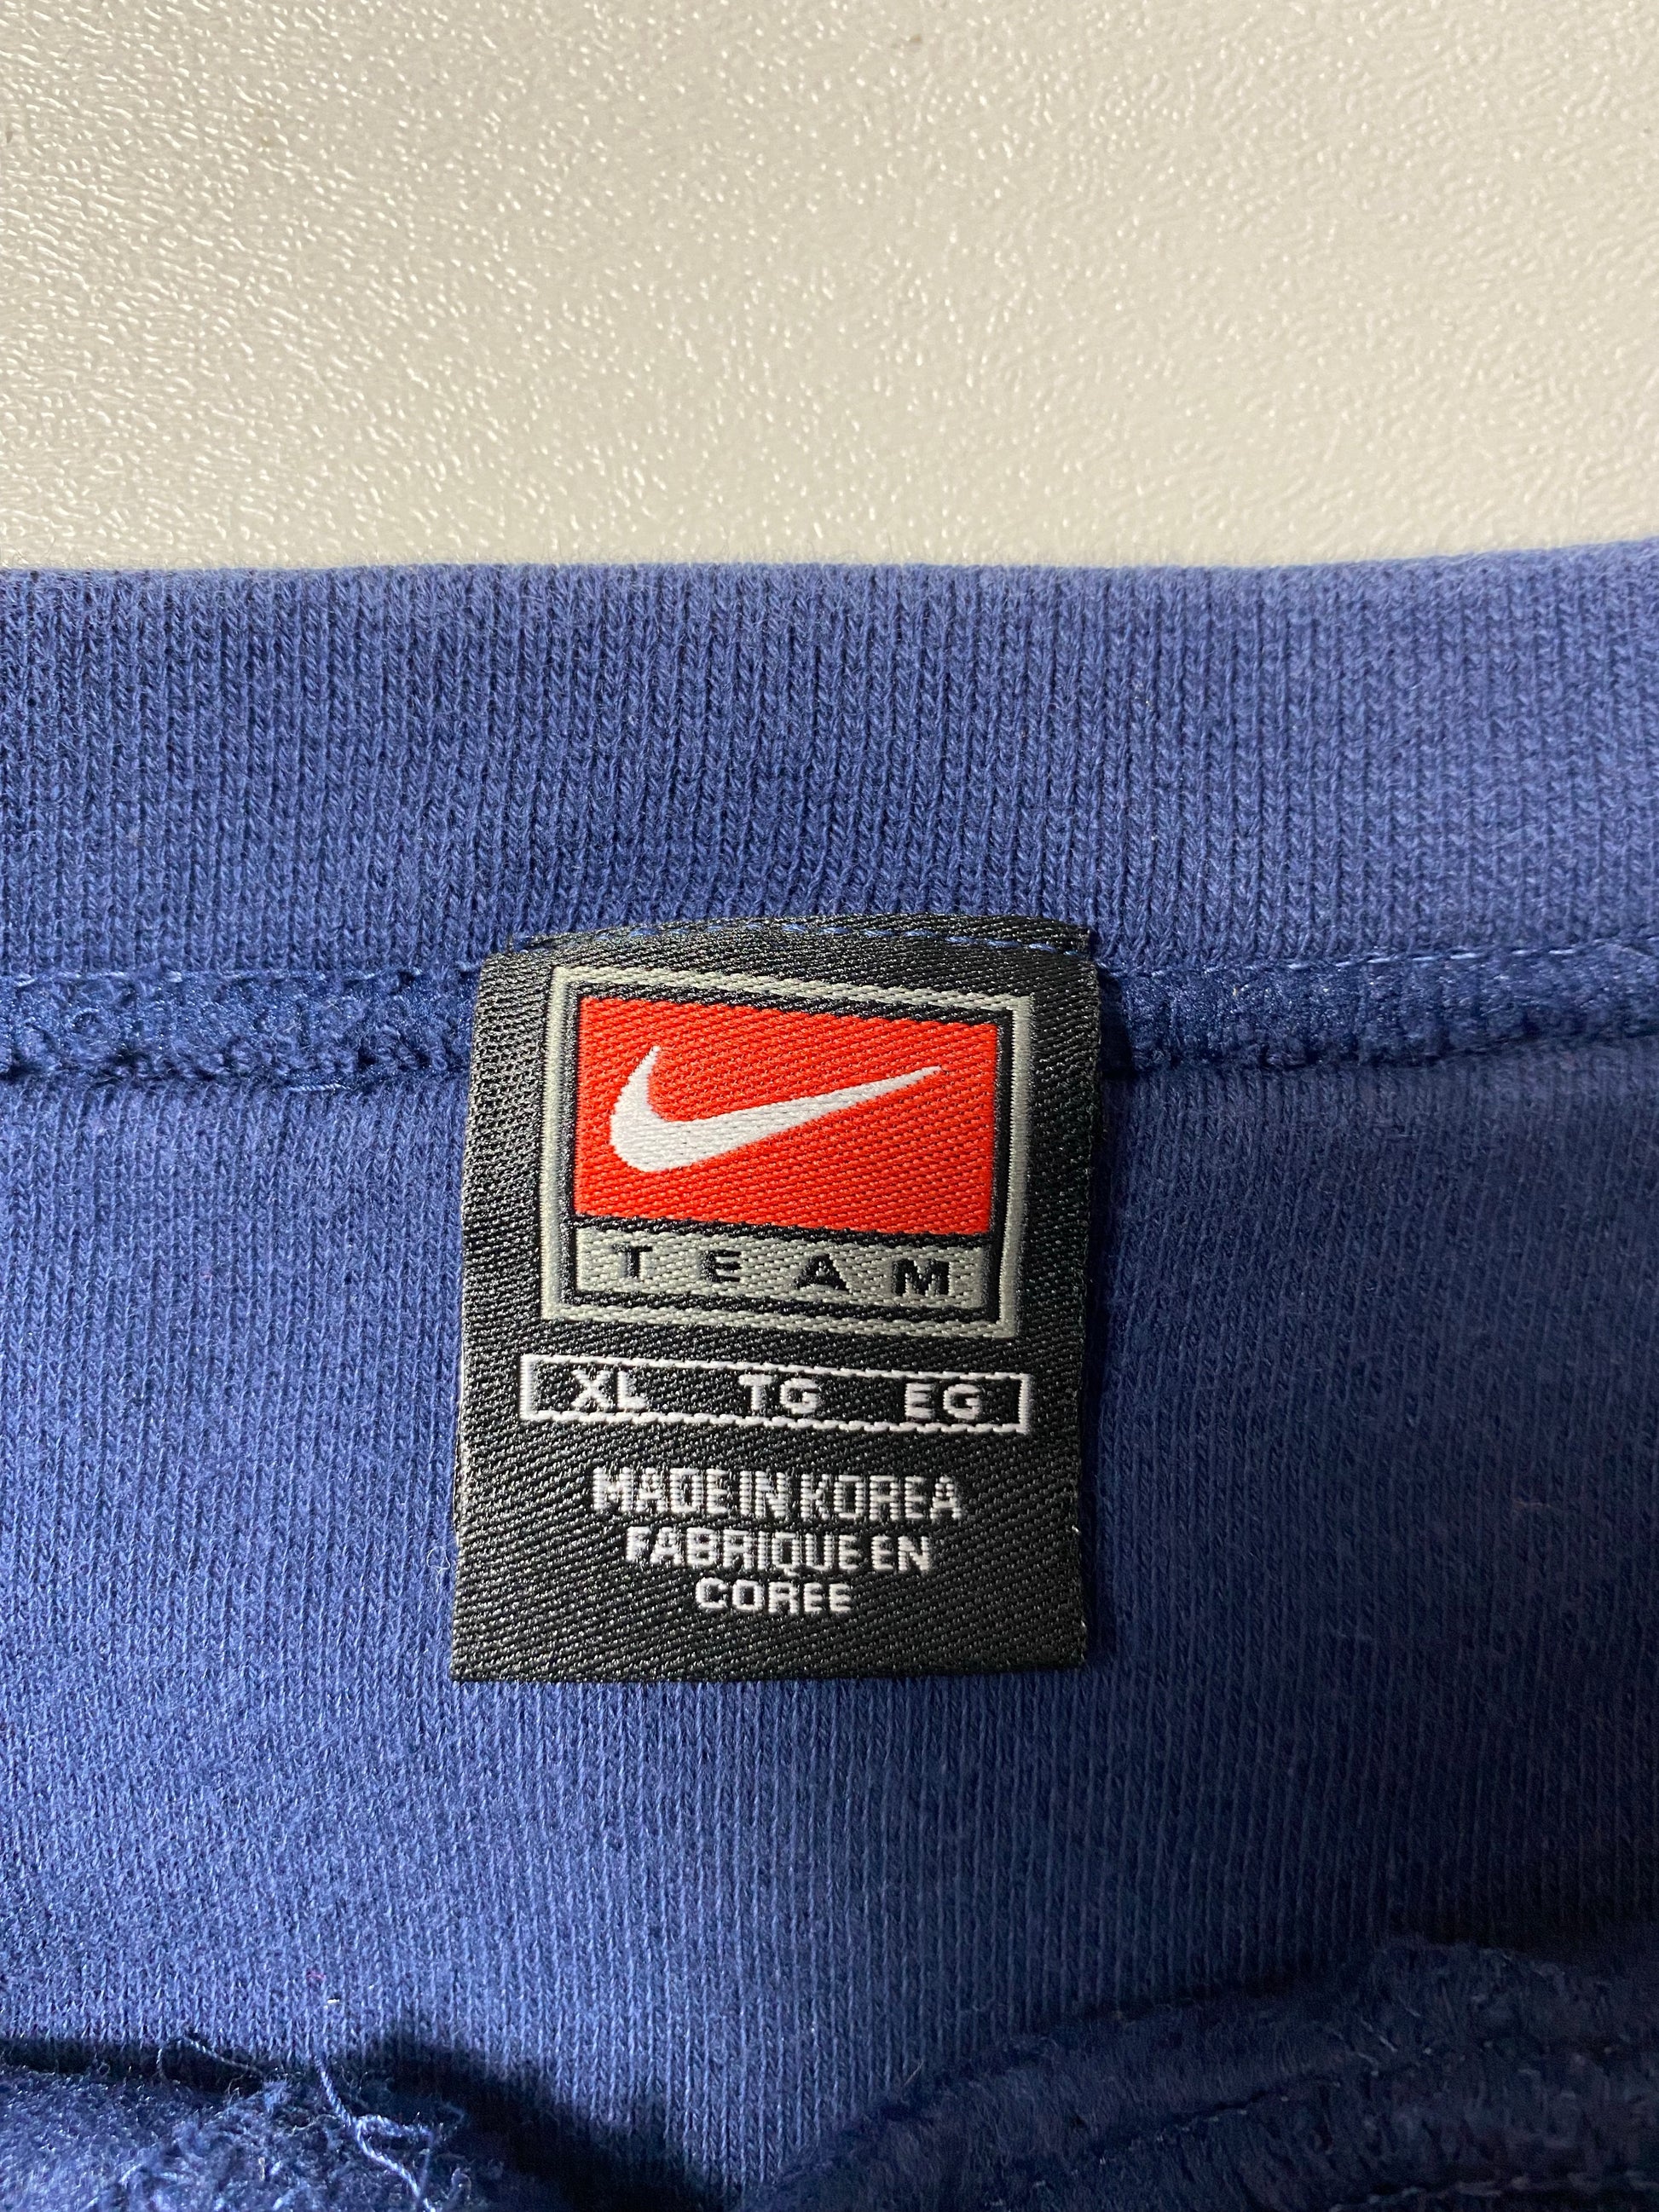 TEAM
XL TG EG
MADE IN KOREA
FABRIQUE EN
COREE